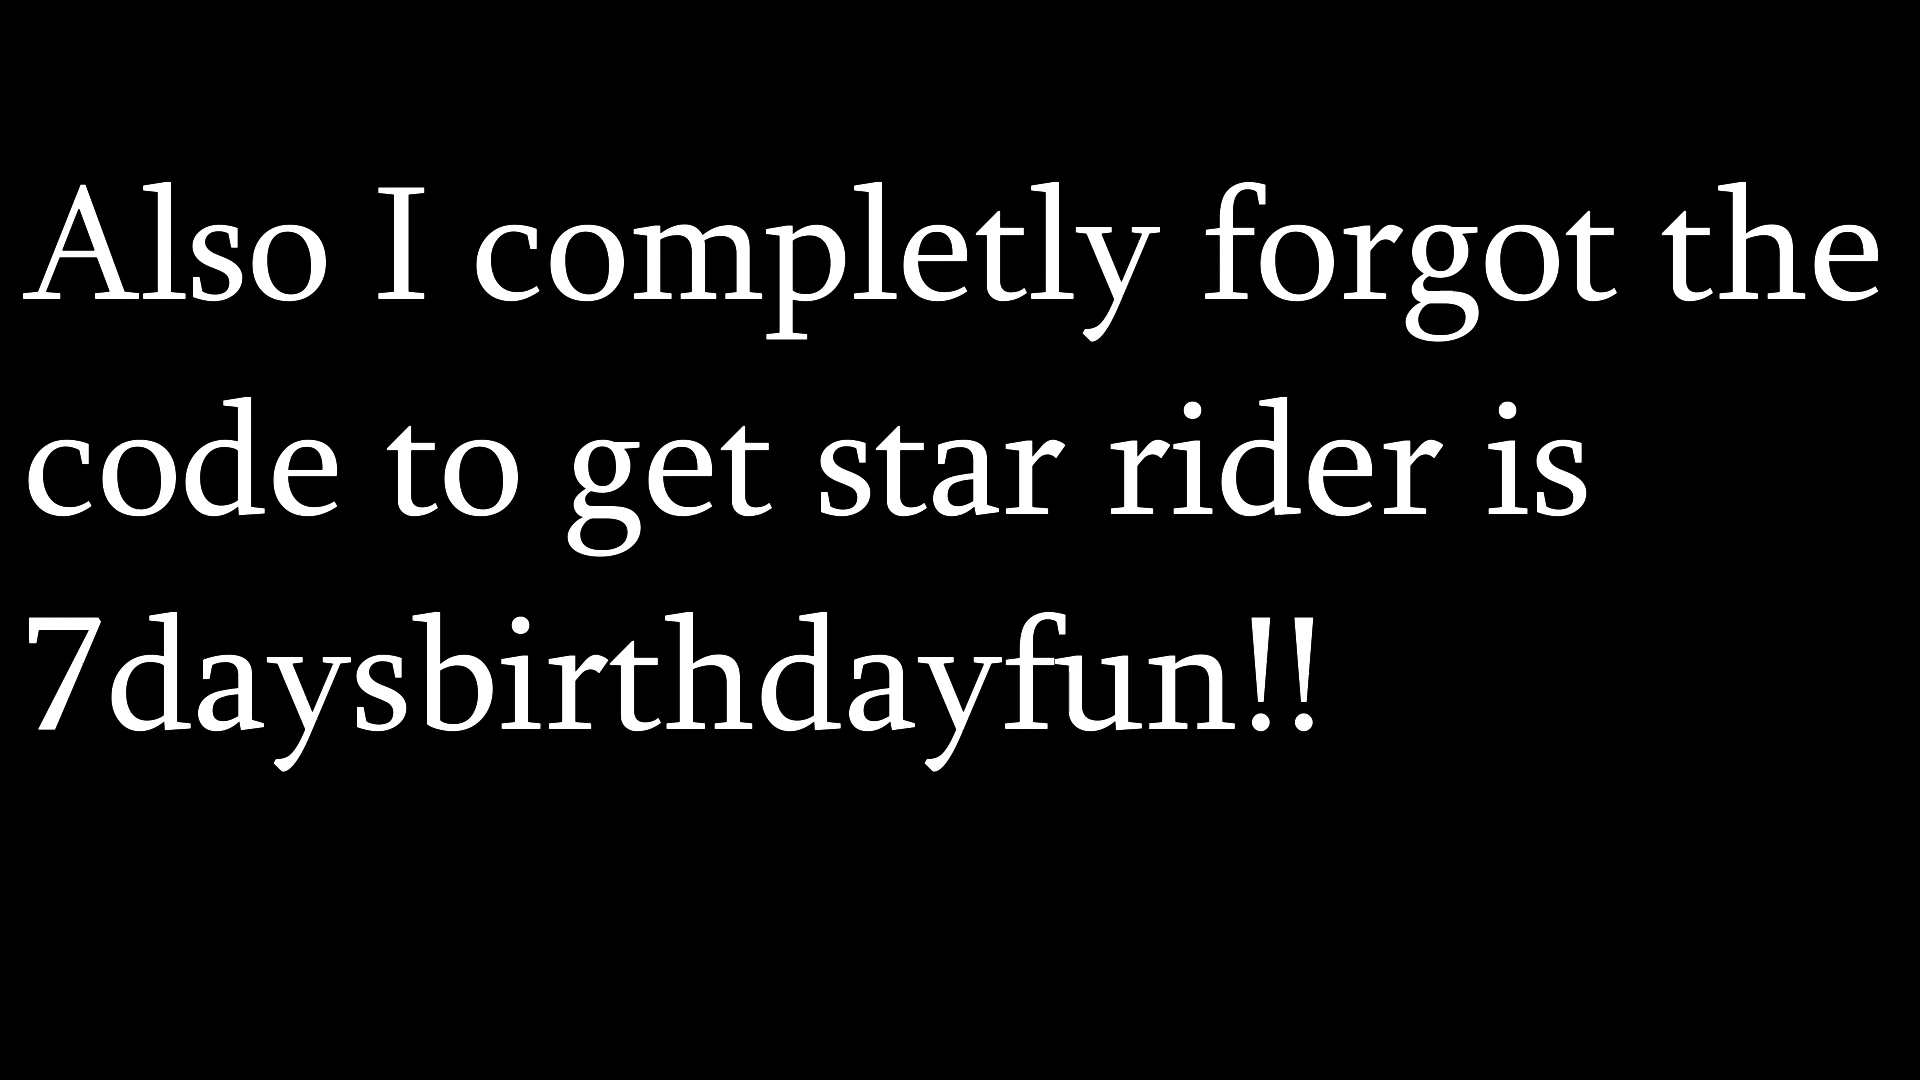 Also I completly forgot the
code to get star rider is
7daysbirthdayfun!!